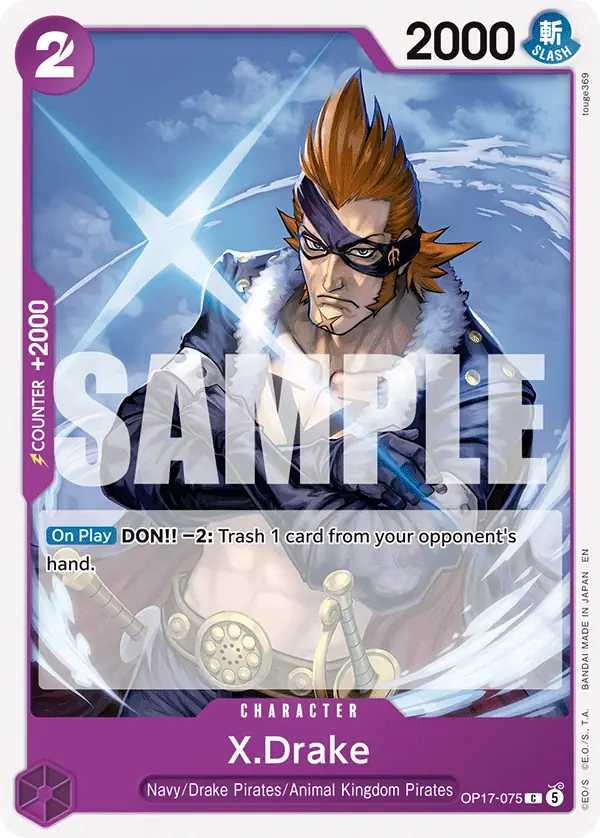 2
2000
斬
SLASH
touge369
COUNTER +2000
SAMPLE
On Play DON!! −2: Trash 1 card from your opponent's
hand.
CHARACTER
X.Drake
Navy/Drake Pirates/Animal Kingdom Pirates
OP17-075 C 5
©E.O/S ©E.O./S., T.A. BANDAI MADE IN JAPAN EN